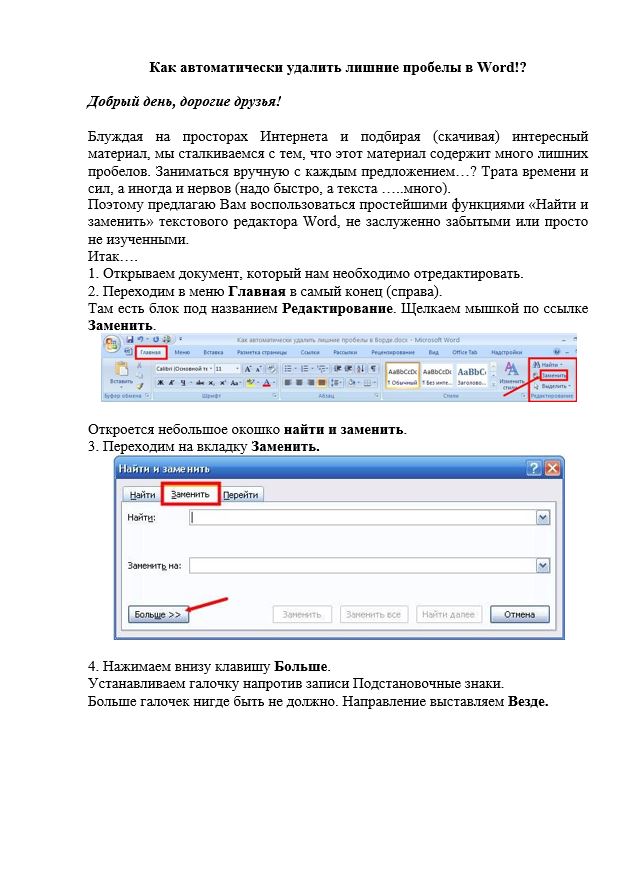 Как автоматически удалить лишние пробелы в Word!?
Добрый день, дорогие друзья!
Блуждая на просторах Интернета и подбирая (скачивая) интересный
материал, мы сталкиваемся с тем, что этот материал содержит много лишних
пробелов. Заниматься вручную с каждым предложением…? Трата времени и
сил, а иногда и нервов (надо быстро, а текста …..много).
Поэтому предлагаю Вам воспользоваться простейшими функциями «Найти и
заменить» текстового редактора Word, не заслуженно забытыми или просто
не изученными.
Итак….
1. Открываем документ, который нам необходимо отредактировать.
2. Переходим в меню Главная в самый конец (справа).
Там есть блок под названием Редактирование. Щелкаем мышкой по ссылке
Заменить.
Как автоматически удалить лишние пробелы в Ворде.docx - Microsoft Word
Главная Меню Вставка Разметка страницы Ссылки Рассылки Рецензирование Вид Office Tab Надстройки
Calibri (Основной те 11 АаBbCcDc АаBbCcDc АаBbC Найти
Вставить Заменить
Ж К Ч abc ¶ Обычный ¶ Без инте... Заголово... Изменить стили Выделить
Буфер обмена Шрифт Абзац Стили Редактирование
Откроется небольшое окошко найти и заменить.
3. Переходим на вкладку Заменить.
Найти и заменить
Найти Заменить Перейти
Найти:
Заменить на:
Больше >> Заменить Заменить все Найти далее Отмена
4. Нажимаем внизу клавишу Больше.
Устанавливаем галочку напротив записи Подстановочные знаки.
Больше галочек нигде быть не должно. Направление выставляем Везде.